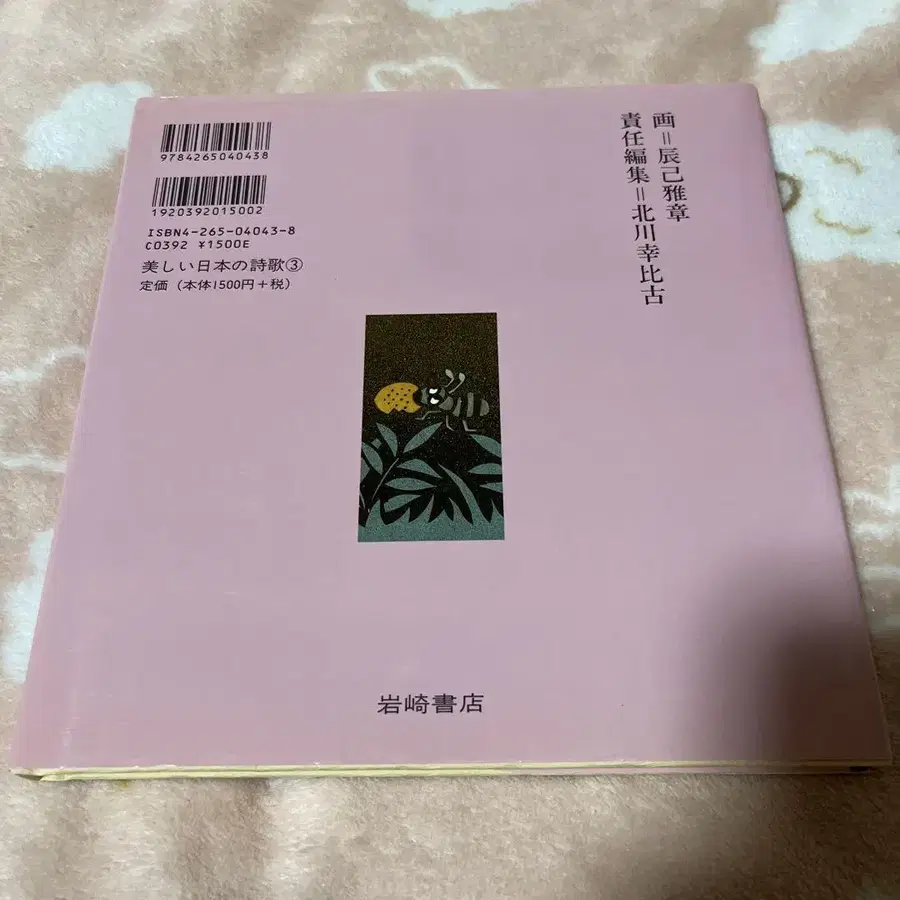 画＝辰己雅章
責任編集＝北川幸比古
9784265040438
1920392015002
ISBN4-265-04043-8
C0392 ¥1500E
美しい日本の詩歌③
定価（本体1500円＋税）
岩崎書店